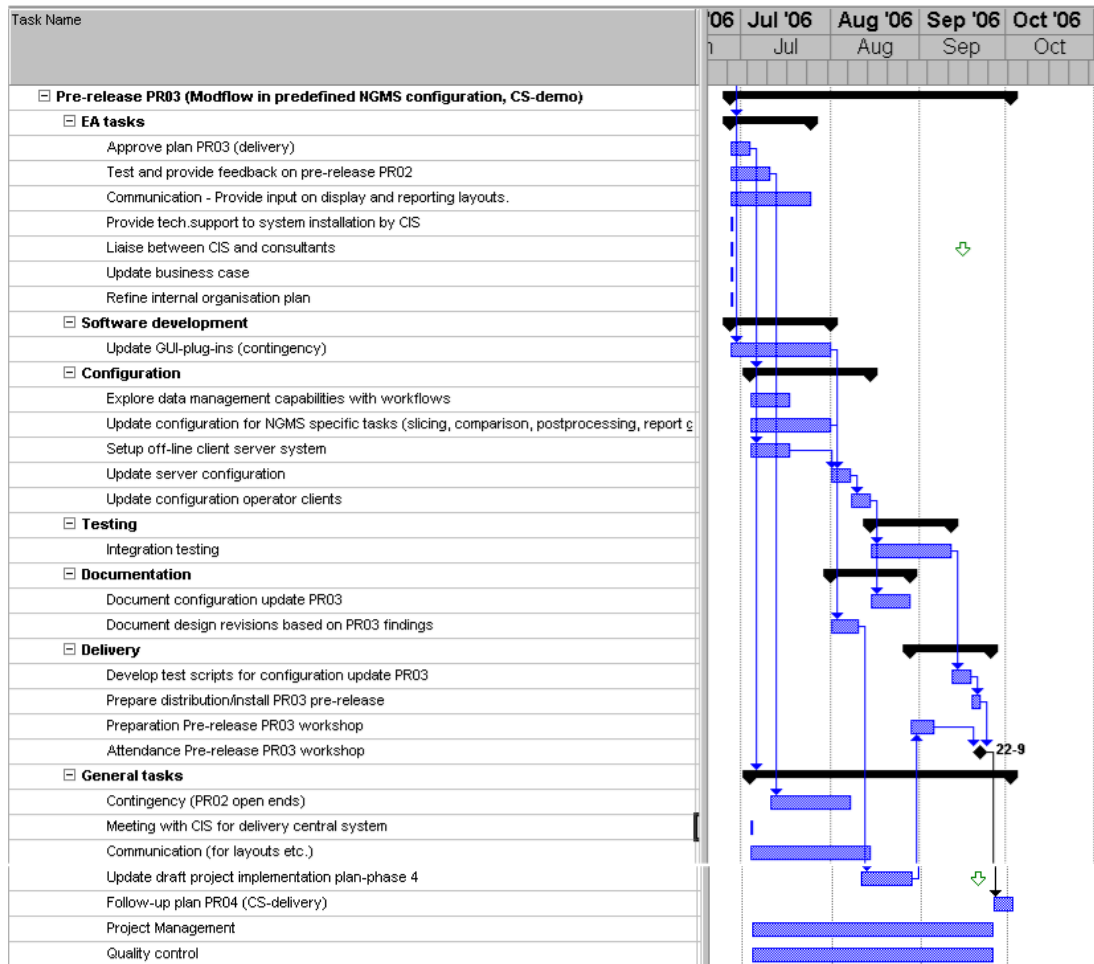 Task Name
'06 Jul '06 Aug '06 Sep '06 Oct '06
Jul Aug Sep Oct
Pre-release PR03 (Modflow in predefined NGMS configuration, CS-demo)
EA tasks
Approve plan PR03 (delivery)
Test and provide feedback on pre-release PR02
Communication - Provide input on display and reporting layouts.
Provide tech.support to system installation by CIS
Liaise between CIS and consultants
Update business case
Refine internal organisation plan
Software development
Update GUI-plug-ins (contingency)
Configuration
Explore data management capabilities with workflows
Update configuration for NGMS specific tasks (slicing, comparison, postprocessing, report
Setup off-line client server system
Update server configuration
Update configuration operator clients
Testing
Integration testing
Documentation
Document configuration update PR03
Document design revisions based on PR03 findings
Delivery
Develop test scripts for configuration update PR03
Prepare distribution/install PR03 pre-release
Preparation Pre-release PR03 workshop
Attendance Pre-release PR03 workshop 22-9
General tasks
Contingency (PR02 open ends)
Meeting with CIS for delivery central system
Communication (for layouts etc.)
Update draft project implementation plan-phase 4
Follow-up plan PR04 (CS-delivery)
Project Management
Quality control